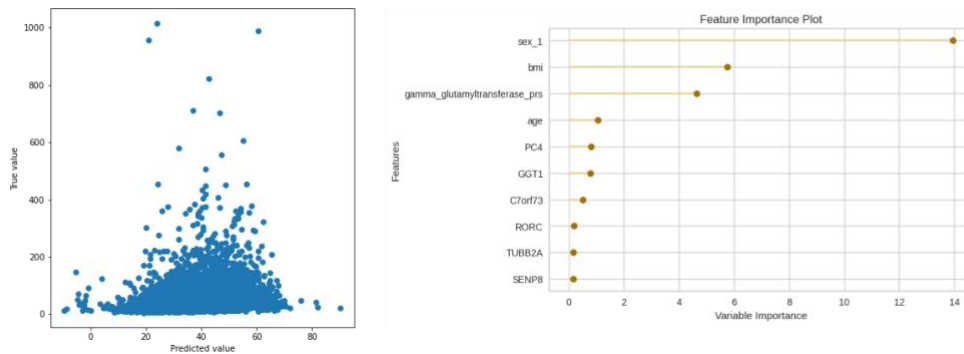 1000
800
600
400
200
0
True value
0 20 40 60 80
Predicted value
Feature Importance Plot
sex_1
bmi
gamma_glutamyltransferase_prs
age
PC4
GGT1
C7orf73
RORC
TUBB2A
SENP8
Features
0 2 4 6 8 10 12 14
Variable Importance